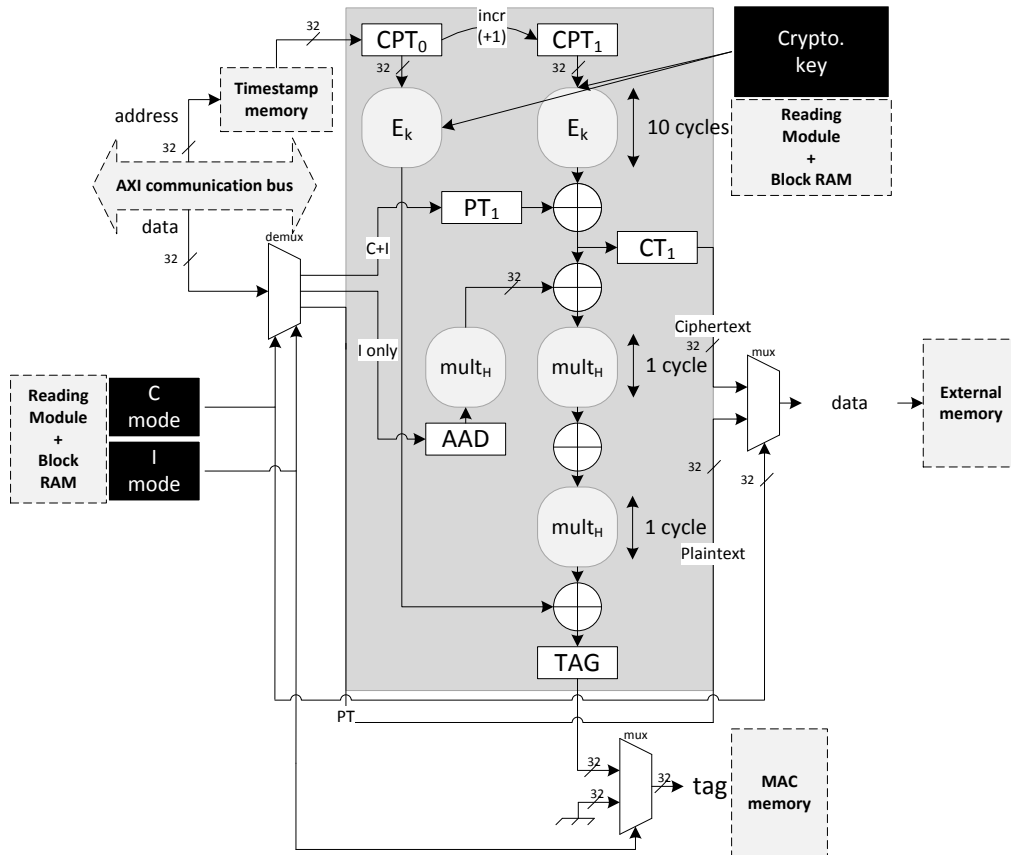 32
CPT0
incr
(+1)
CPT1
Crypto.
key
32
32
Timestamp
memory
address
Ek
Ek
10 cycles
Reading
Module
+
Block RAM
32
AXI communication bus
data
PT1
demux
C+I
CT1
32
32
Ciphertext
32
mux
I only
multH
multH
1 cycle
External
memory
data
Reading
Module
+
Block
RAM
C
mode
AAD
I
mode
32
32
multH
1 cycle
Plaintext
TAG
PT
mux
32
32
32
tag
MAC
memory